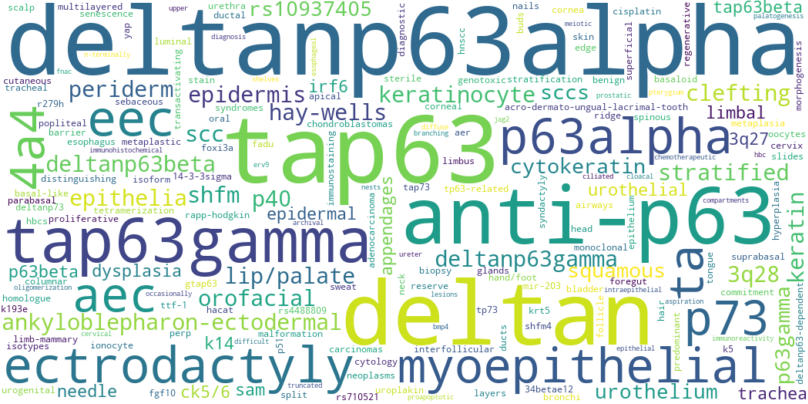 scalp multilayered urethra rs10937405 upper nails cornea cisplatin tap63beta
senescence ductal buds meiotic palatogenesis
deltanp63alpha
diagnosis yap luminal transactivating diagnostic hnscc skin edge superficial regenerative morphogenesis
n-terminally fnac
cutaneous periderm stain sterile genotoxic stratification benign basaloid
tracheal sebaceous epidermis irf6 keratinocyte sccs clefting
r279h syndromes apical corneal acro-dermato-ungual-lacrimal-tooth prostatic pterygium
4a4 eec hay-wells oral chondroblastomas diffuse aer ridge spinous limbal metaplasia
popliteal scc tap63 p63alpha 3q27 oocytes
barrier metaplastic foxi3a jag2 branching cervix
esophagus immunohistochemical fadu immunostaining limbus chemotherapeutic hbc
deltanp63beta isoform 14-3-3sigma erv9 cytokeratin stratified slides
distinguishing nests tap73 tp63-related ciliated cloacal
basal-like epithelia shfm p40 anti-p63 urothelial compartments
parabasal tetramerization adenocarcinoma appendages syndactyly airways epithelium hyperplasia
deltanp73 rapp-hodgkin epidermal head monoclonal
hbcs proliferative archival
tap63gamma ureter deltanp63gamma ta suprabasal keratin
p63beta dysplasia lip/palate neck biopsy glands squamous tongue 3q28
columnar gtap63 sweat reserve hand/foot mir-203 foregut commitment
oligomerization aec ttf-1 orofacial lesions bladder intraepithelial aspiration
homologue occasionally hacat rs4488809 deltan tp73 krt5 follicle hair p73 p63gamma deltanp63-dependent
k193e ankyloblepharon-ectodermal malformation bmp4 shfm4 predominant immunoreactivity
limb-mammary cervical k14 difficult p51 ducts interfollicular epithelial k5
isotypes ionocyte perp carcinomas cytology
ectrodactyly myoepithelial
urogenital needle fgf10 ck5/6 sam truncated split neoplasms rs710521 uroplakin proapoptotic layers 34betae12 bronchi urothelium trachea